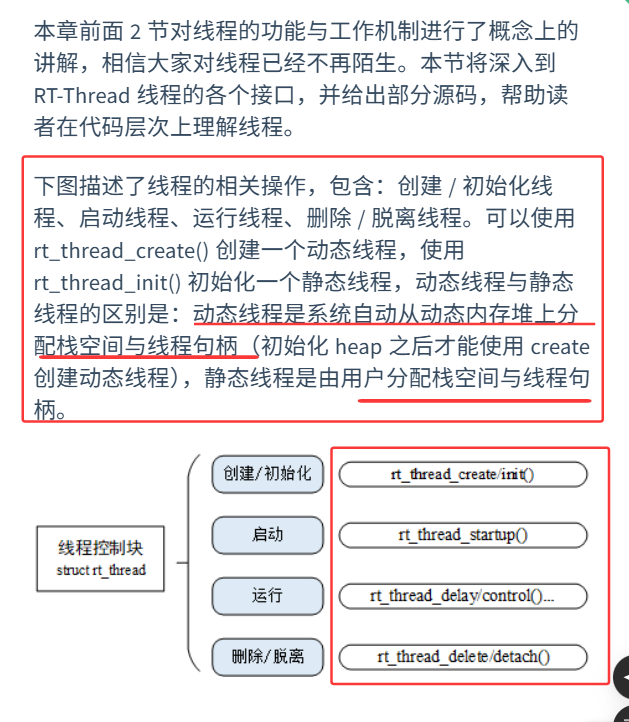 本章前面 2 节对线程的功能与工作机制进行了概念上的
讲解，相信大家对线程已经不再陌生。本节将深入到
RT-Thread 线程的各个接口，并给出部分源码，帮助读
者在代码层次上理解线程。
下图描述了线程的相关操作，包含：创建 / 初始化线
程、启动线程、运行线程、删除 / 脱离线程。可以使用
rt_thread_create() 创建一个动态线程，使用
rt_thread_init() 初始化一个静态线程，动态线程与静态
线程的区别是：动态线程是系统自动从动态内存堆上分
配栈空间与线程句柄（初始化 heap 之后才能使用 create
创建动态线程），静态线程是由用户分配栈空间与线程句
柄。
线程控制块
struct rt_thread
创建/初始化
rt_thread_create/init()
启动
rt_thread_startup()
运行
rt_thread_delay/control()...
删除/脱离
rt_thread_delete/detach()